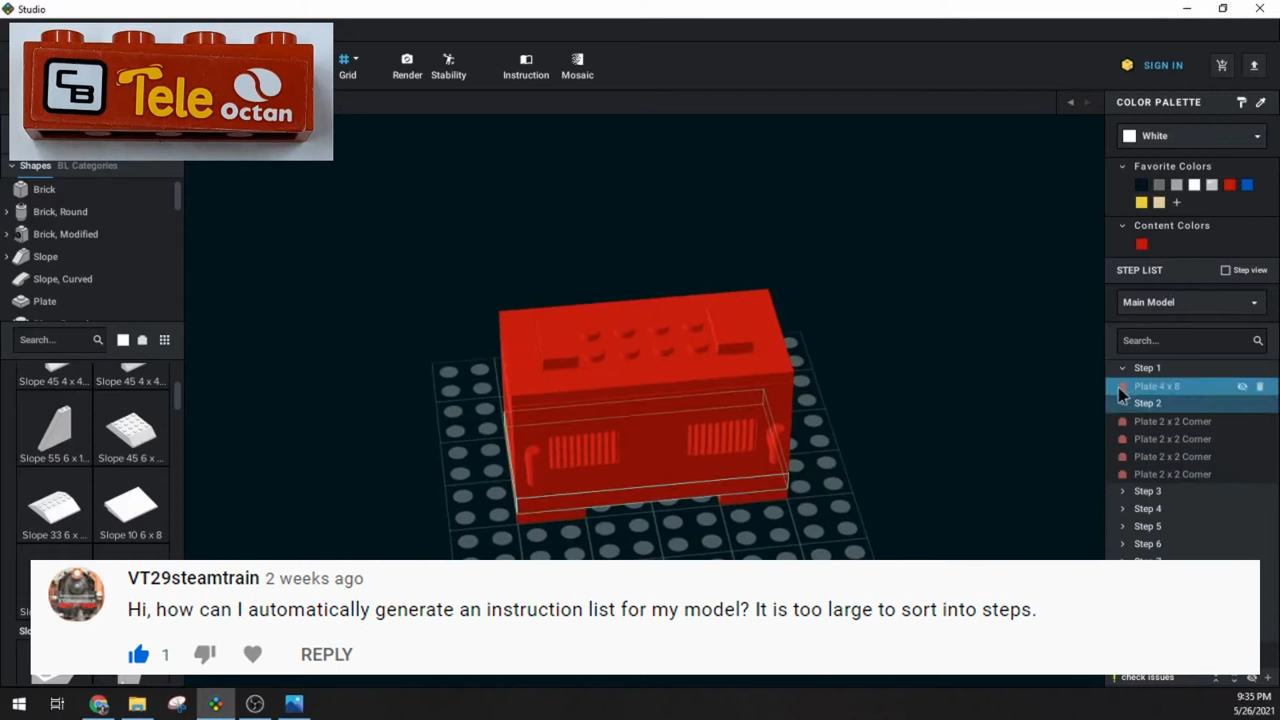 Studio
CB Tele Octan
Grid
Render
Stability
Instruction
Mosaic
SIGN IN
COLOR PALETTE
White
Shapes
BL Categories
Brick
Brick, Round
Brick, Modified
Slope
Slope, Curved
Plate
Search...
Slope 45 4 x 4...
Slope 45 4 x 4...
Slope 55 6 x 1...
Slope 45 6 x ...
Slope 33 6 x 4...
Slope 10 6 x 8
Favorite Colors
Content Colors
STEP LIST
Step view
Main Model
Search...
Step 1
Plate 4 x 8
Step 2
Plate 2 x 2 Corner
Plate 2 x 2 Corner
Plate 2 x 2 Corner
Plate 2 x 2 Corner
Step 3
Step 4
Step 5
Step 6
VT29steamtrain 2 weeks ago
Hi, how can I automatically generate an instruction list for my model? It is too large to sort into steps.
1
REPLY
check issues
9:35 PM
5/26/2021